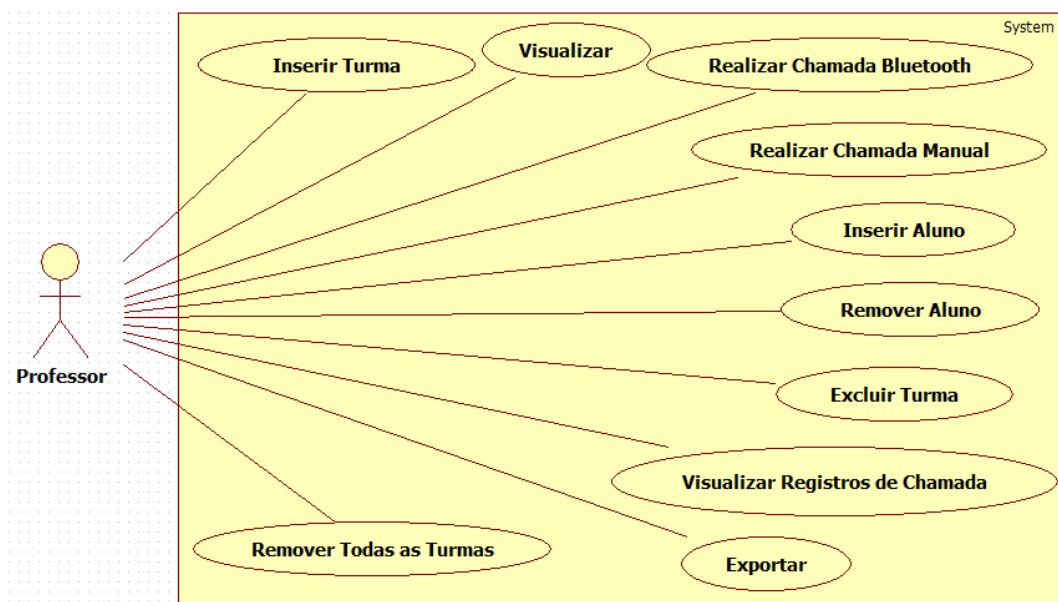 System
Inserir Turma
Visualizar
Realizar Chamada Bluetooth
Realizar Chamada Manual
Inserir Aluno
Remover Aluno
Professor
Excluir Turma
Visualizar Registros de Chamada
Remover Todas as Turmas
Exportar